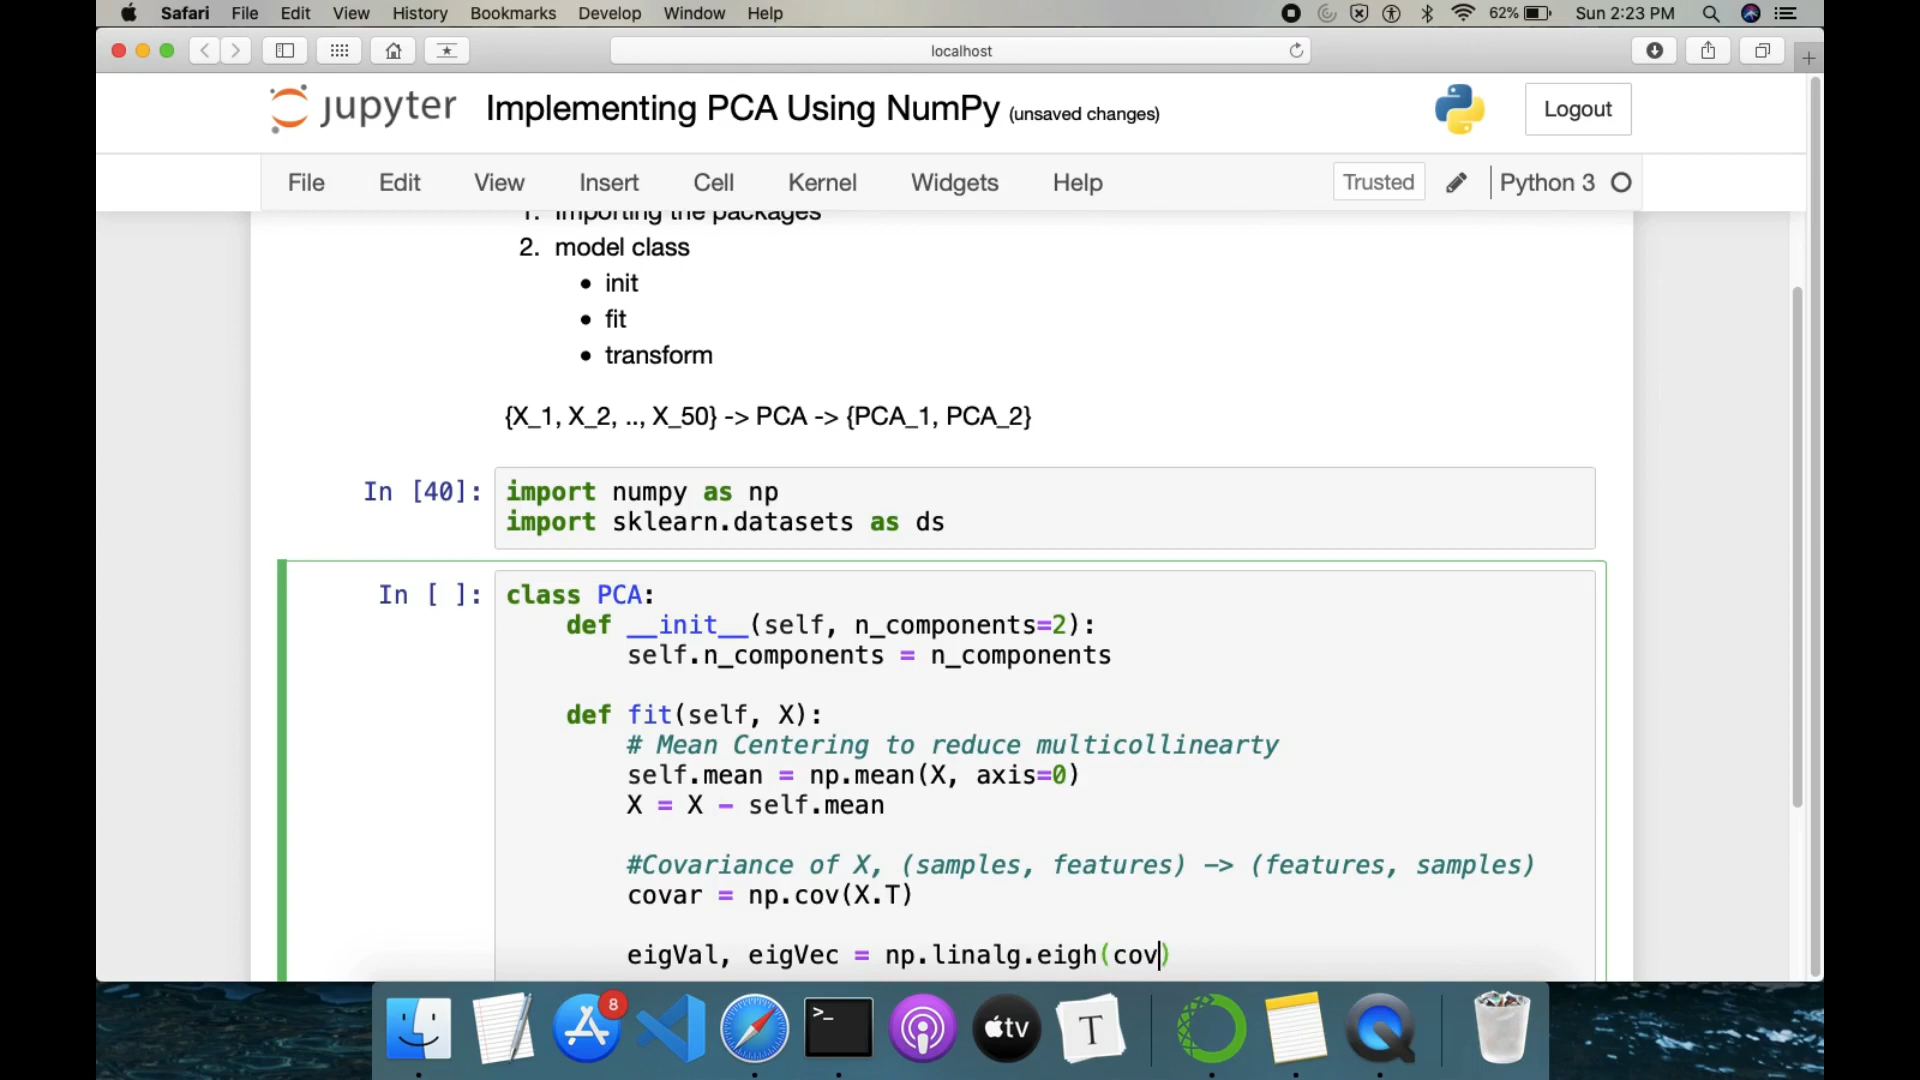 Safari File Edit View History Bookmarks Develop Window Help 62% Sun 2:23 PM
localhost
jupyter Implementing PCA Using NumPy (unsaved changes) Logout
File Edit View Insert Cell Kernel Widgets Help Trusted Python 3
1. Importing the packages
2. model class
• init
• fit
• transform
{X_1, X_2, .., X_50} -> PCA -> {PCA_1, PCA_2}
In [40]: import numpy as np
import sklearn.datasets as ds
In [ ]: class PCA:
def __init__(self, n_components=2):
self.n_components = n_components
def fit(self, X):
# Mean Centering to reduce multicollinearty
self.mean = np.mean(X, axis=0)
X = X - self.mean
#Covariance of X, (samples, features) -> (features, samples)
covar = np.cov(X.T)
eigVal, eigVec = np.linalg.eigh(cov)
8
>_
tv
T